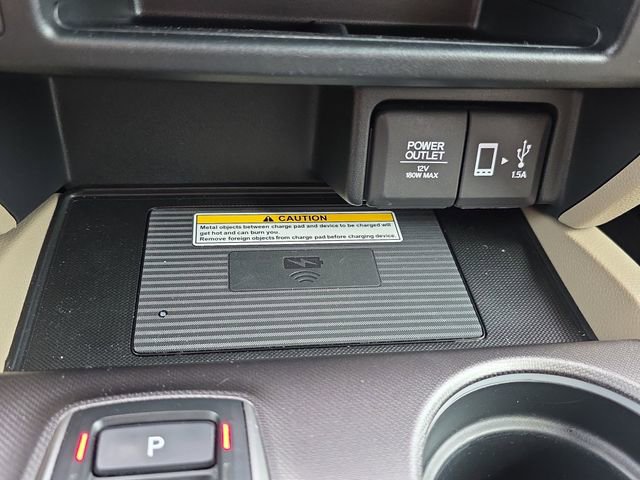 POWER
OUTLET
12V
180W MAX
1.5A
CAUTION
Metal objects between charge pad and device to be charged will
get hot and can burn you.
Remove foreign objects from charge pad before charging device.
P